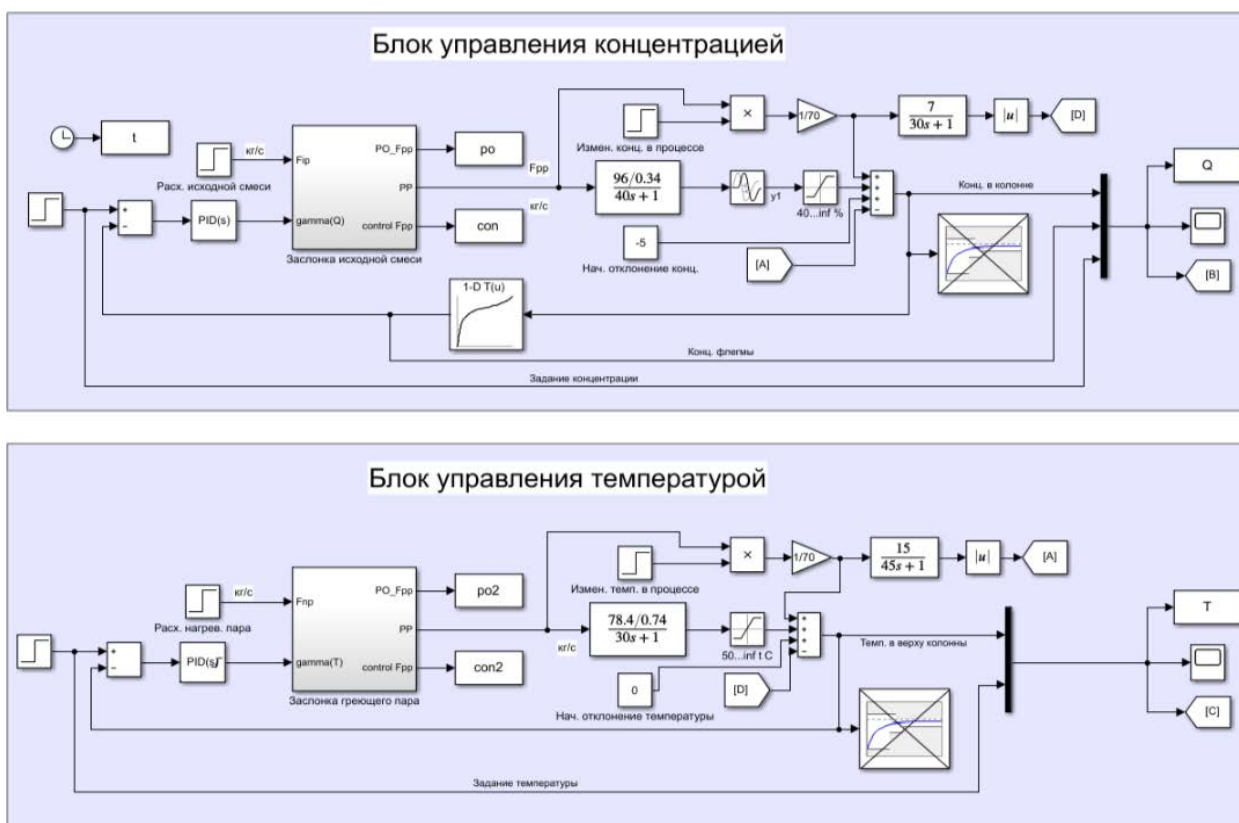 Блок управления концентрацией
t
кг/с
Расх. исходной смеси
Fip
gamma(Q)
PO_Fpp
PP
control Fpp
Заслонка исходной смеси
PID(s)
po
con
Fpp
кг/с
Измен. конц. в процессе
×
1/70
7
30s + 1
|u|
[D]
96/0.34
40s + 1
y1
40...inf %
-5
Нач. отклонение конц.
[A]
Конц. в колонне
Q
[B]
1-D T(u)
Конц. флегмы
Задание концентрации
Блок управления температурой
кг/с
Расх. нагрев. пара
Fnp
gamma(T)
PO_Fpp
PP
control Fpp
Заслонка греющего пара
PID(s)
po2
con2
кг/с
Измен. темп. в процессе
×
1/70
15
45s + 1
|u|
[A]
78.4/0.74
30s + 1
50...inf t C
0
Нач. отклонение температуры
[D]
Темп. в верху колонны
T
[C]
Задание температуры